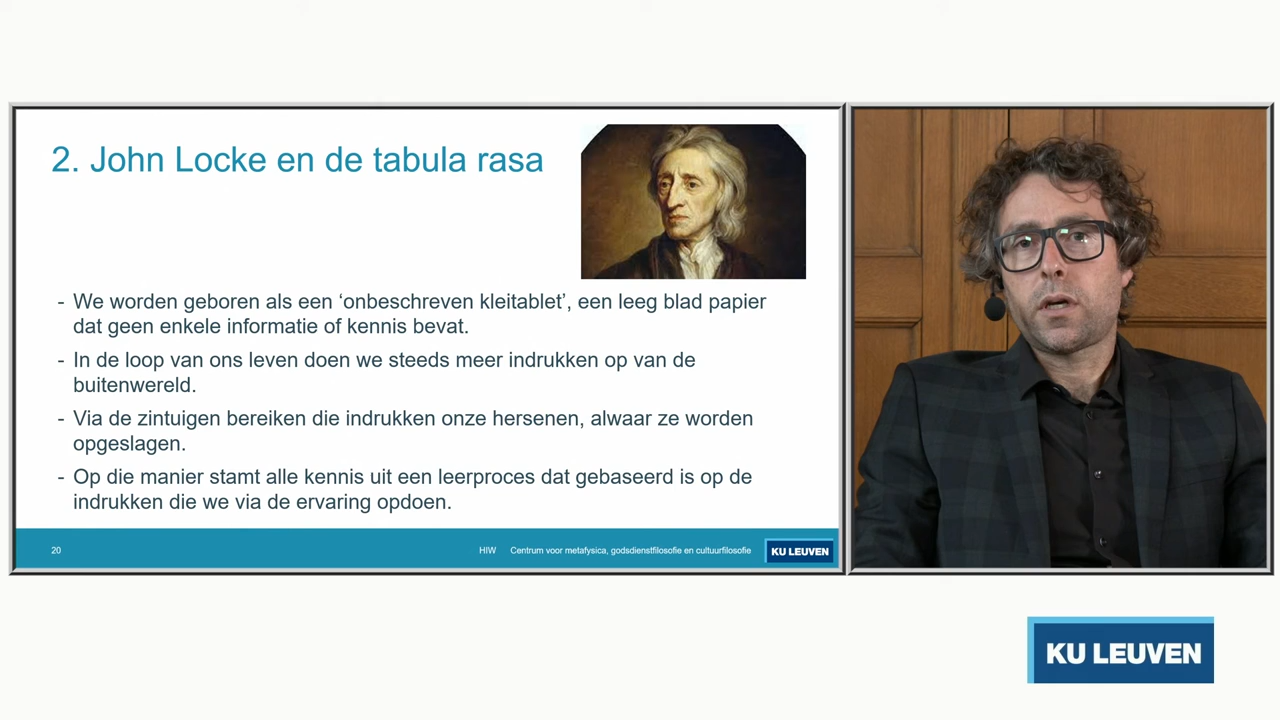 2. John Locke en de tabula rasa
- We worden geboren als een ‘onbeschreven kleitablet’, een leeg blad papier
dat geen enkele informatie of kennis bevat.
- In de loop van ons leven doen we steeds meer indrukken op van de
buitenwereld.
- Via de zintuigen bereiken die indrukken onze hersenen, alwaar ze worden
opgeslagen.
- Op die manier stamt alle kennis uit een leerproces dat gebaseerd is op de
indrukken die we via de ervaring opdoen.
20 HIW Centrum voor metafysica, godsdienstfilosofie en cultuurfilosofie KU LEUVEN
KU LEUVEN